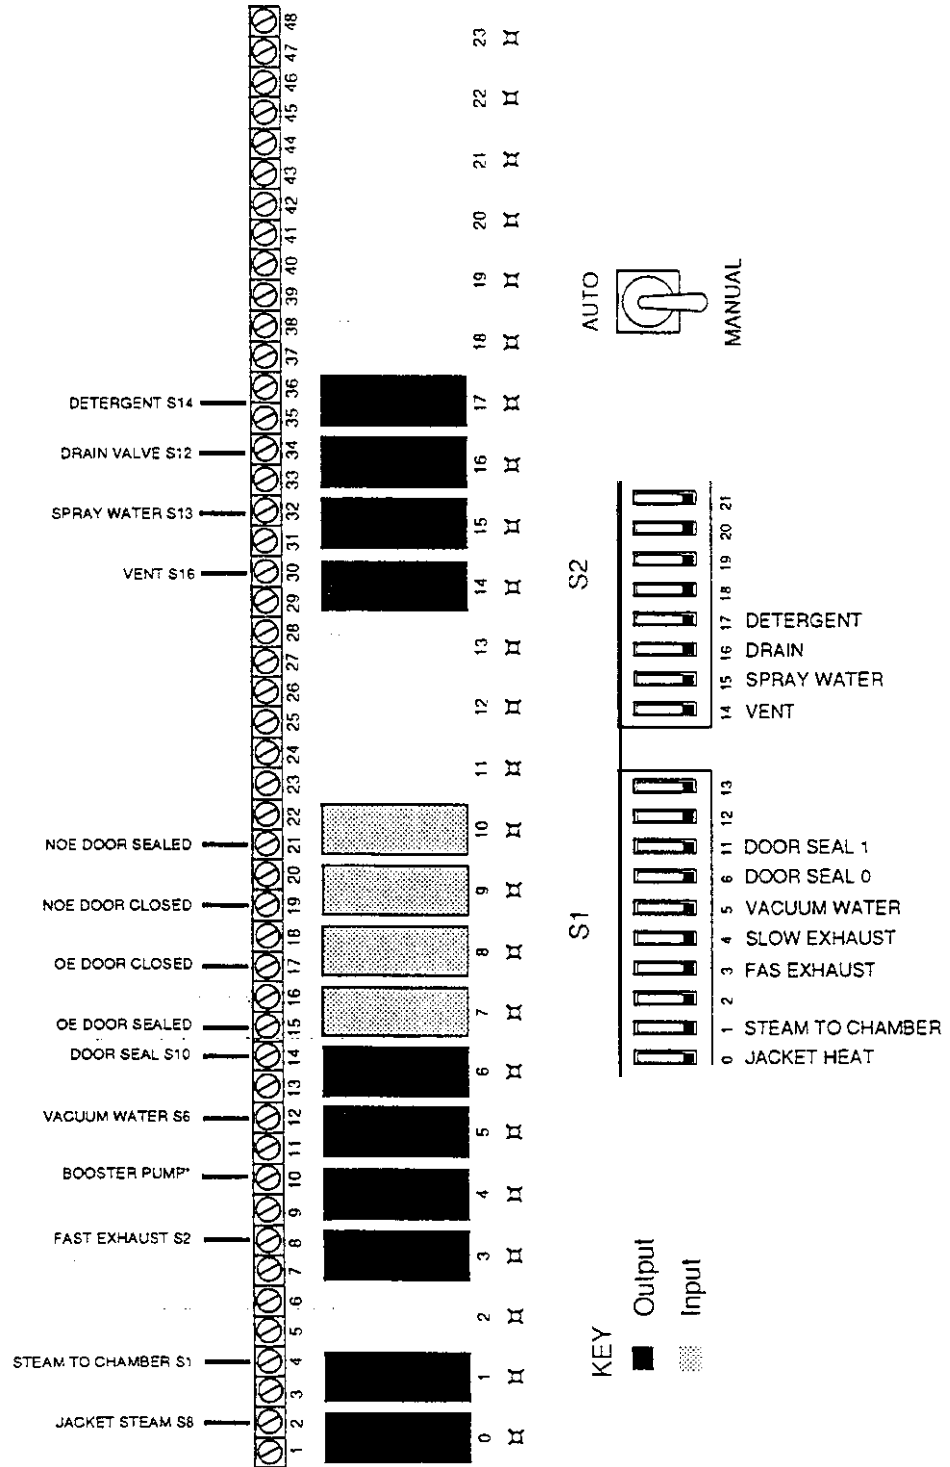 DETERGENT S14
DRAIN VALVE S12
SPRAY WATER S13
VENT S16
NOE DOOR SEALED
NOE DOOR CLOSED
OE DOOR CLOSED
OE DOOR SEALED
DOOR SEAL S10
VACUUM WATER S6
BOOSTER PUMP*
FAST EXHAUST S2
STEAM TO CHAMBER S1
JACKET STEAM S8
48
47
46
45
44
43
42
41
40
39
38
37
36
35
34
33
32
31
30
29
28
27
26
25
24
23
22
21
20
19
18
17
16
15
14
13
12
11
10
9
8
7
6
5
4
3
2
1
23
22
21
20
19
18
17
16
15
14
13
12
11
10
9
8
7
6
5
4
3
2
1
0
AUTO
MANUAL
S2
21
20
19
18
17 DETERGENT
16 DRAIN
15 SPRAY WATER
14 VENT
S1
13
12
11 DOOR SEAL 1
6 DOOR SEAL 0
5 VACUUM WATER
4 SLOW EXHAUST
3 FAS EXHAUST
2
1 STEAM TO CHAMBER
0 JACKET HEAT
KEY
Output
Input